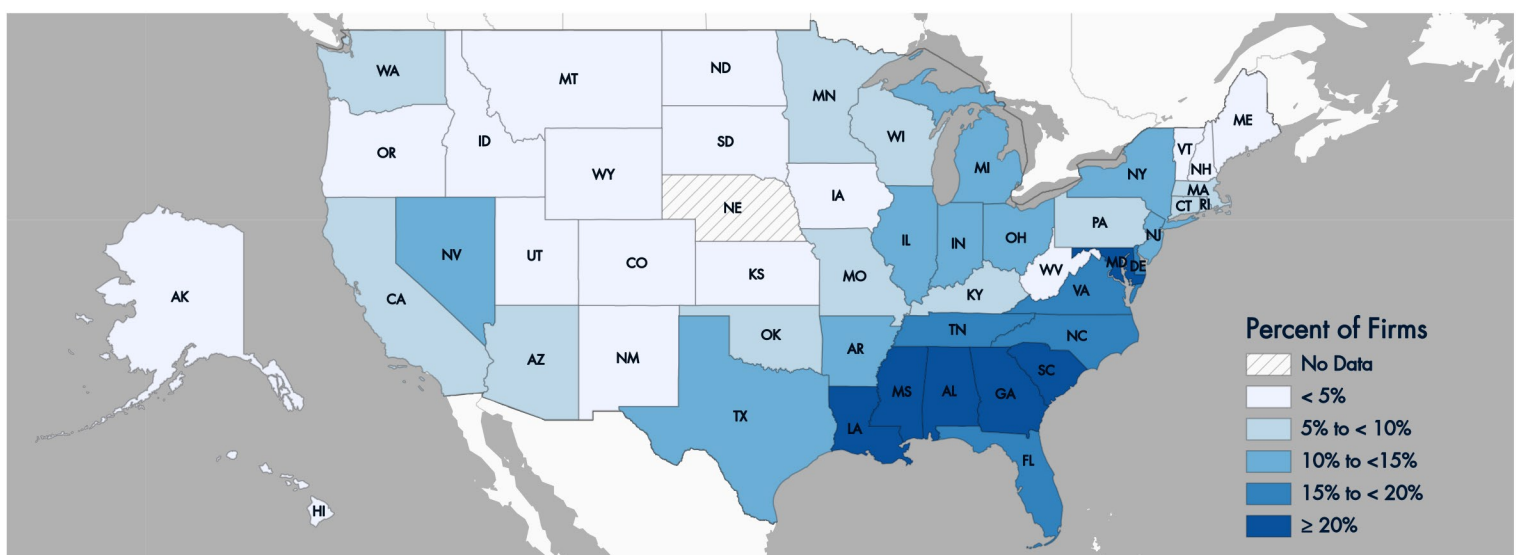 WA
MT
ND
MN
ME
OR
ID
SD
WI
VT
NH
WY
MI
NY
MA
CT
RI
IA
NE
PA
NV
UT
CO
IL
IN
OH
NJ
KS
MO
WV
MD
DE
AK
CA
KY
VA
AZ
NM
OK
AR
TN
NC
TX
MS
AL
GA
SC
LA
FL
HI
Percent of Firms
No Data
< 5%
5% to < 10%
10% to <15%
15% to < 20%
≥ 20%